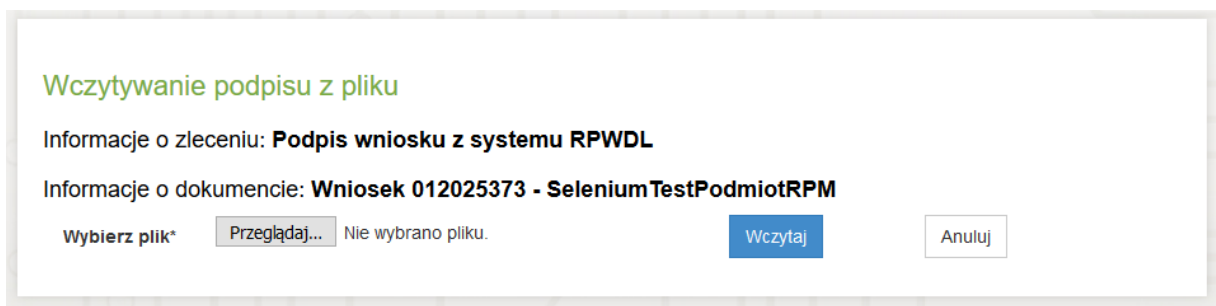 Wczytywanie podpisu z pliku
Informacje o zleceniu: Podpis wniosku z systemu RPWDL
Informacje o dokumencie: Wniosek 012025373 - SeleniumTestPodmiotRPM
Wybierz plik* Przeglądaj... Nie wybrano pliku. Wczytaj Anuluj